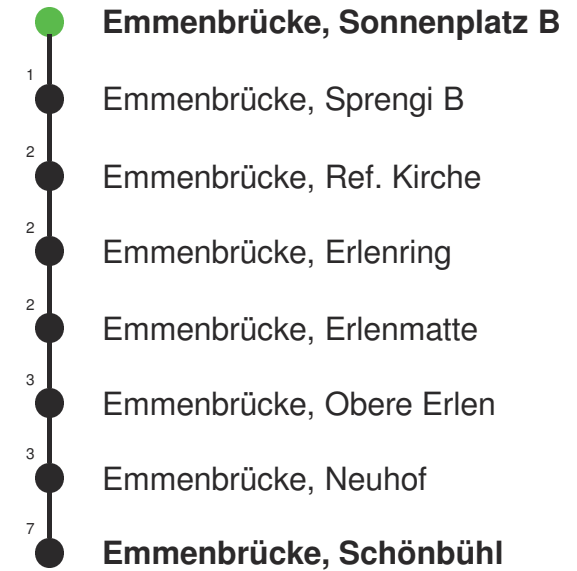 Emmenbrücke, Sonnenplatz B
1
Emmenbrücke, Sprengi B
2
Emmenbrücke, Ref. Kirche
2
Emmenbrücke, Erlenring
2
Emmenbrücke, Erlenmatte
3
Emmenbrücke, Obere Erlen
3
Emmenbrücke, Neuhof
7
Emmenbrücke, Schönbühl